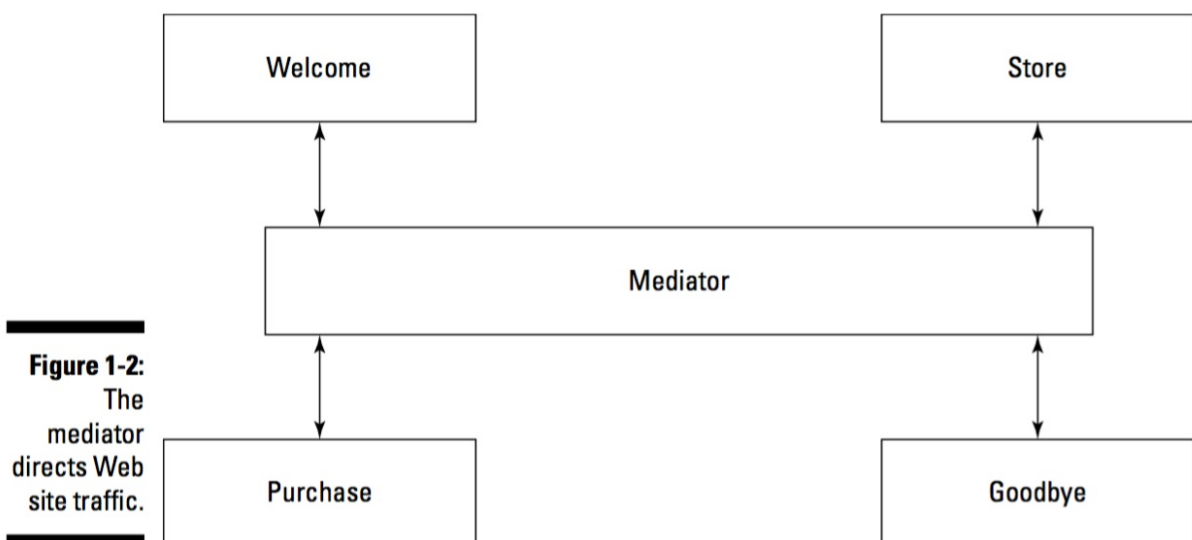 Welcome
Store
Mediator
Figure 1-2:
The
mediator
directs Web
site traffic.
Purchase
Goodbye